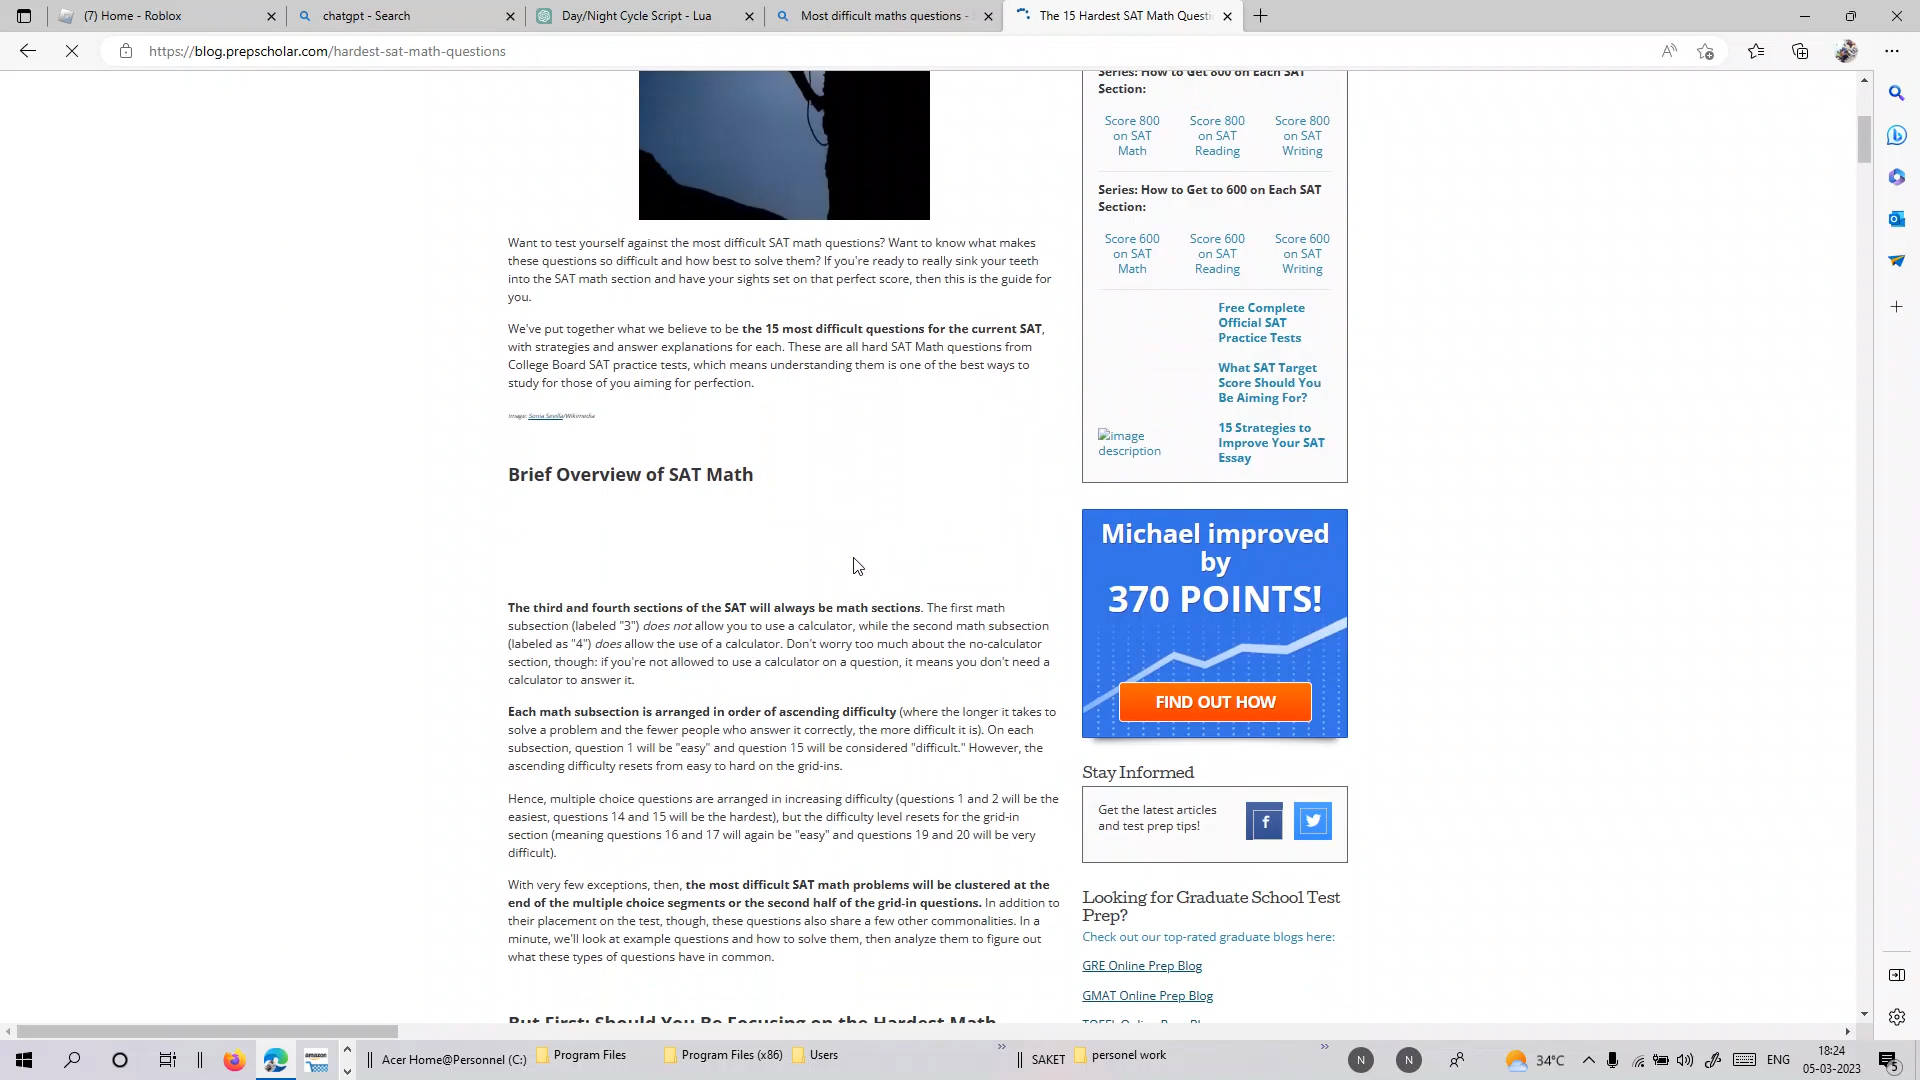 (7) Home - Roblox
chatgpt - Search
Day/Night Cycle Script - Lua
Most difficult maths questions -
The 15 Hardest SAT Math Questi
https://blog.prepscholar.com/hardest-sat-math-questions
Want to test yourself against the most difficult SAT math questions? Want to know what makes
these questions so difficult and how best to solve them? If you're ready to really sink your teeth
into the SAT math section and have your sights set on that perfect score, then this is the guide for
you.
We've put together what we believe to be the 15 most difficult questions for the current SAT,
with strategies and answer explanations for each. These are all hard SAT Math questions from
College Board SAT practice tests, which means understanding them is one of the best ways to
study for those of you aiming for perfection.
Image: Sonia Sevilla/Wikimedia
Brief Overview of SAT Math
The third and fourth sections of the SAT will always be math sections. The first math
subsection (labeled "3") does not allow you to use a calculator, while the second math subsection
(labeled as "4") does allow the use of a calculator. Don't worry too much about the no-calculator
section, though: if you're not allowed to use a calculator on a question, it means you don't need a
calculator to answer it.
Each math subsection is arranged in order of ascending difficulty (where the longer it takes to
solve a problem and the fewer people who answer it correctly, the more difficult it is). On each
subsection, question 1 will be "easy" and question 15 will be considered "difficult." However, the
ascending difficulty resets from easy to hard on the grid-ins.
Hence, multiple choice questions are arranged in increasing difficulty (questions 1 and 2 will be the
easiest, questions 14 and 15 will be the hardest), but the difficulty level resets for the grid-in
section (meaning questions 16 and 17 will again be "easy" and questions 19 and 20 will be very
difficult).
With very few exceptions, then, the most difficult SAT math problems will be clustered at the
end of the multiple choice segments or the second half of the grid-in questions. In addition to
their placement on the test, though, these questions also share a few other commonalities. In a
minute, we'll look at example questions and how to solve them, then analyze them to figure out
what these types of questions have in common.
But First: Should You Be Focusing on the Hardest Math
Series: How to Get 800 on Each SAT
Section:
Score 800 on SAT Math
Score 800 on SAT Reading
Score 800 on SAT Writing
Series: How to Get to 600 on Each SAT
Section:
Score 600 on SAT Math
Score 600 on SAT Reading
Score 600 on SAT Writing
Free Complete
Official SAT
Practice Tests
What SAT Target
Score Should You
Be Aiming For?
image
description
15 Strategies to
Improve Your SAT
Essay
Michael improved
by
370 POINTS!
FIND OUT HOW
Stay Informed
Get the latest articles
and test prep tips!
Looking for Graduate School Test
Prep?
Check out our top-rated graduate blogs here:
GRE Online Prep Blog
GMAT Online Prep Blog
amazon
Acer Home@Personnel (C:)
Program Files
Program Files (x86)
Users
SAKET
personel work
N
N
34°C
ENG
18:24
05-03-2023
5